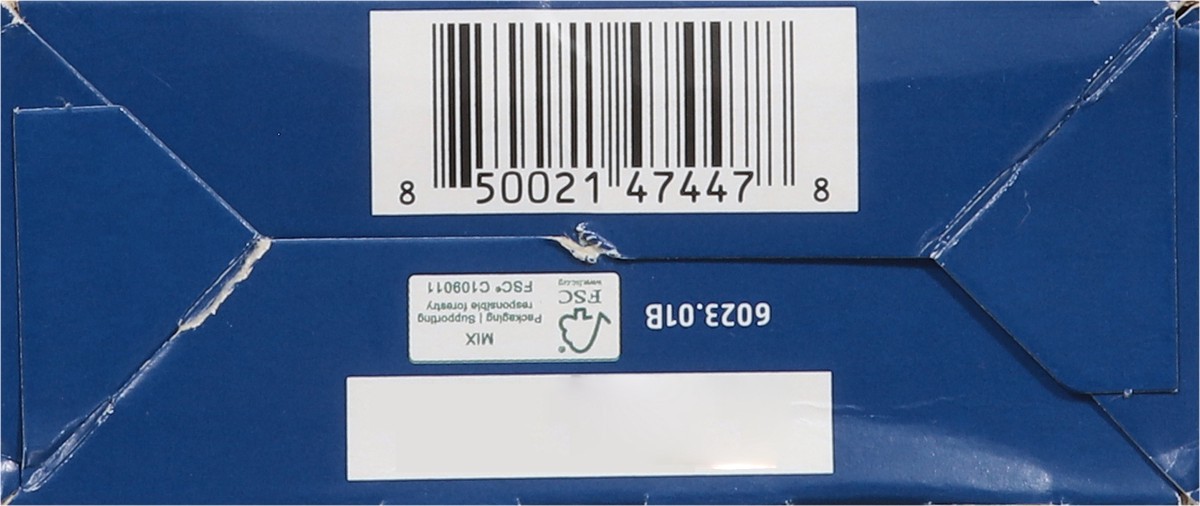 8 50021 47447 8
6023.01B
FSC
www.fsc.org
MIX
Packaging | Supporting
responsible forestry
FSC® C109011